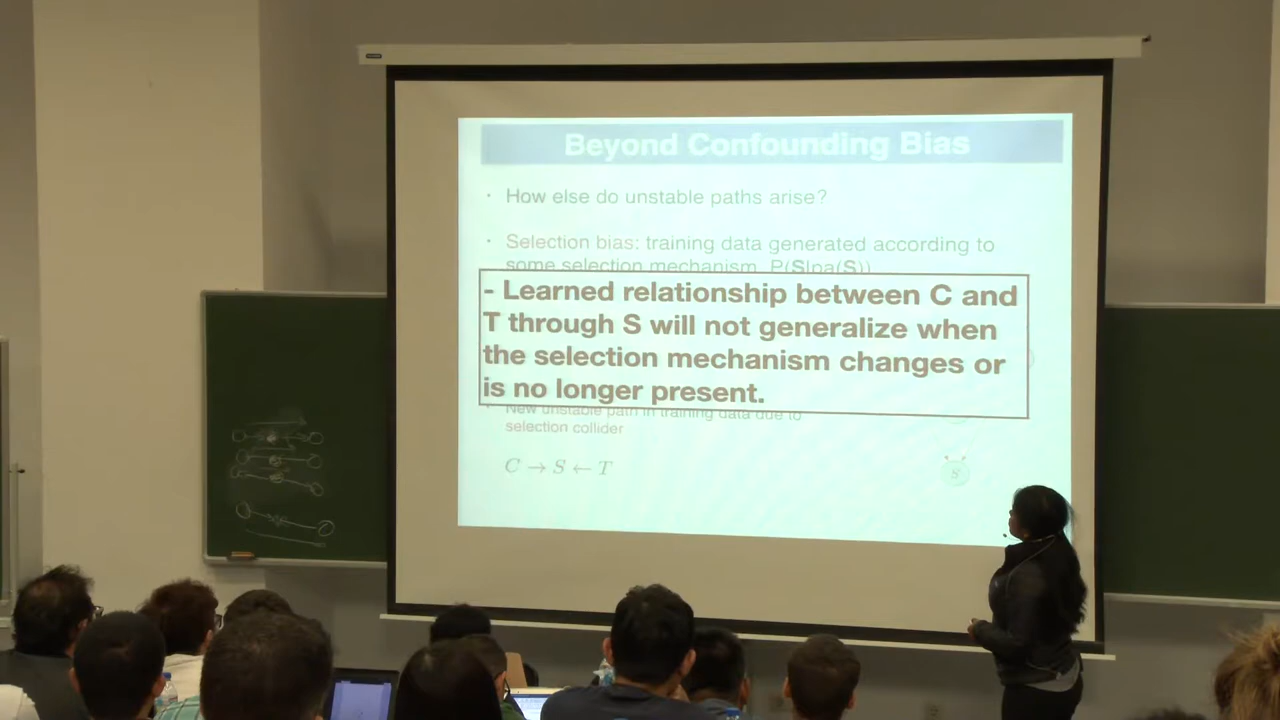 Beyond Confounding Bias
· How else do unstable paths arise?
· Selection bias: training data generated according to
some selection mechanism P(S|pa(S))
- Learned relationship between C and
T through S will not generalize when
the selection mechanism changes or
is no longer present.
· New unstable path in training data due to
selection collider
C → S ← T
S